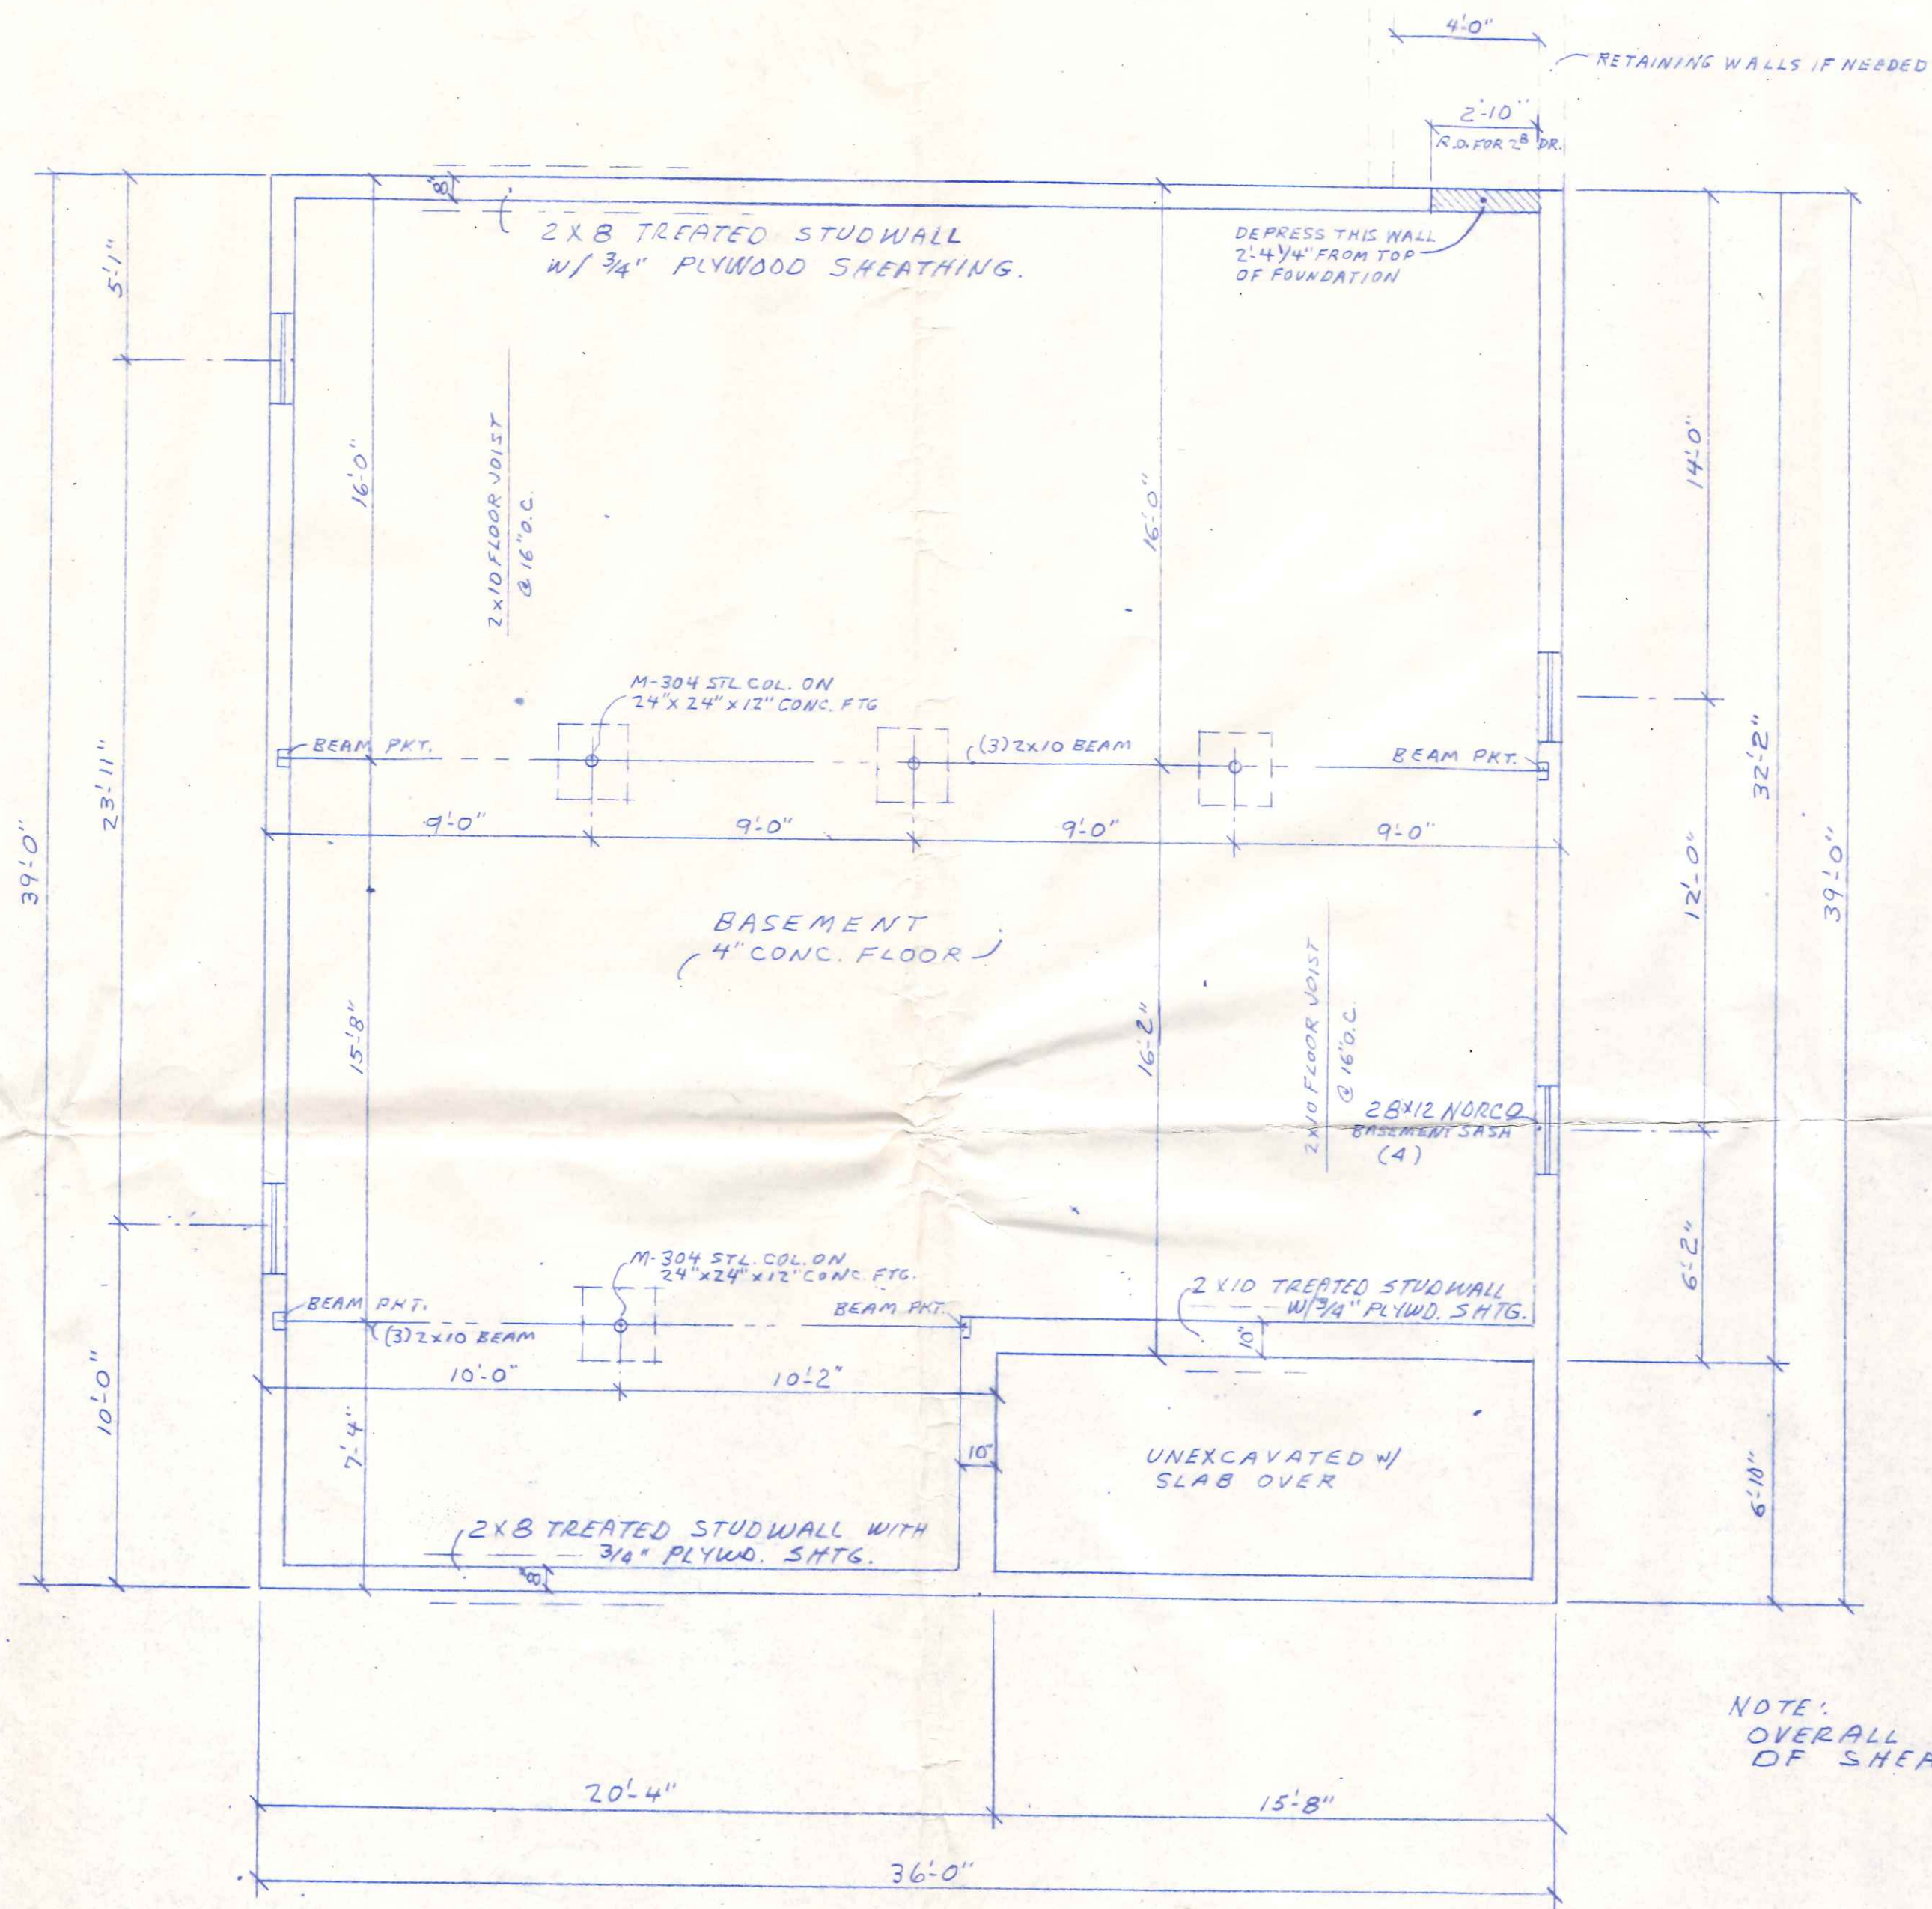 4'-0"
RETAINING WALLS IF NEEDED
2'-10"
R.O. FOR 2⁸ DR.
8"
2X8 TREATED STUDWALL
W/ 3/4" PLYWOOD SHEATHING.
DEPRESS THIS WALL
2'-4 1/4" FROM TOP
OF FOUNDATION
5'-1"
16'-0"
2x10 FLOOR JOIST
@ 16" O.C.
16'-0"
14'-0"
M-304 STL COL. ON
24"X24"X12" CONC. FTG
BEAM PKT.
(3) 2X10 BEAM
BEAM PKT.
23'-11"
32'-2"
39'-0"
9'-0"
9'-0"
9'-0"
9'-0"
12'-0"
39'-0"
BASEMENT
4" CONC. FLOOR
15'-8"
16'-2"
2x10 FLOOR JOIST
@ 16" O.C.
28X12 NORCO
BASEMENT SASH
(4)
6'-2"
M-304 STL. COL. ON
24"X24"X12" CONC. FTG.
2X10 TREATED STUDWALL
W/ 3/4" PLYWD. SHTG.
BEAM PKT.
(3) 2X10 BEAM
BEAM PKT.
10"
10'-0"
10'-0"
10'-2"
7'-4"
10"
UNEXCAVATED W/
SLAB OVER
6'-10"
2X8 TREATED STUDWALL WITH
3/4" PLYWD. SHTG.
8"
NOTE:
OVERALL
OF SHEA
20'-4"
15'-8"
36'-0"